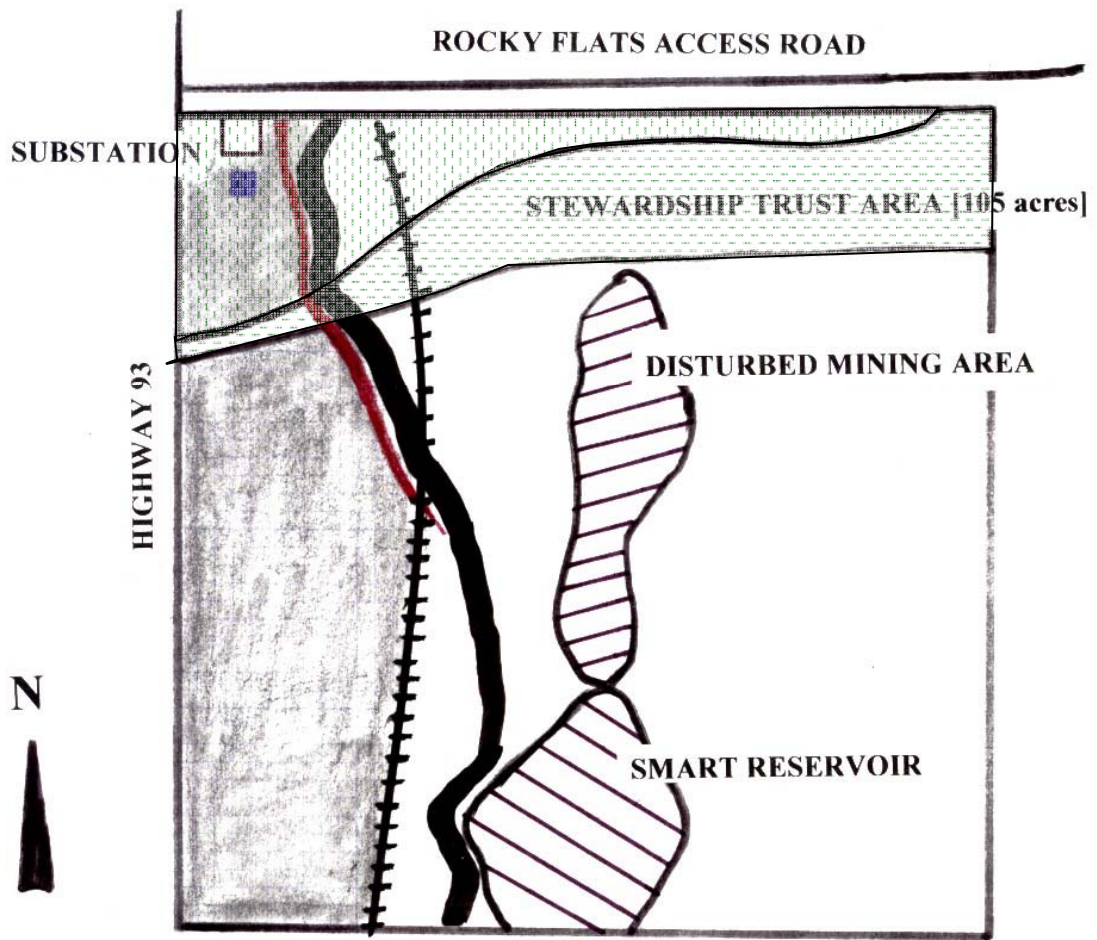 ROCKY FLATS ACCESS ROAD
SUBSTATION
STEWARDSHIP TRUST AREA [105 acres]
DISTURBED MINING AREA
HIGHWAY 93
N
SMART RESERVOIR